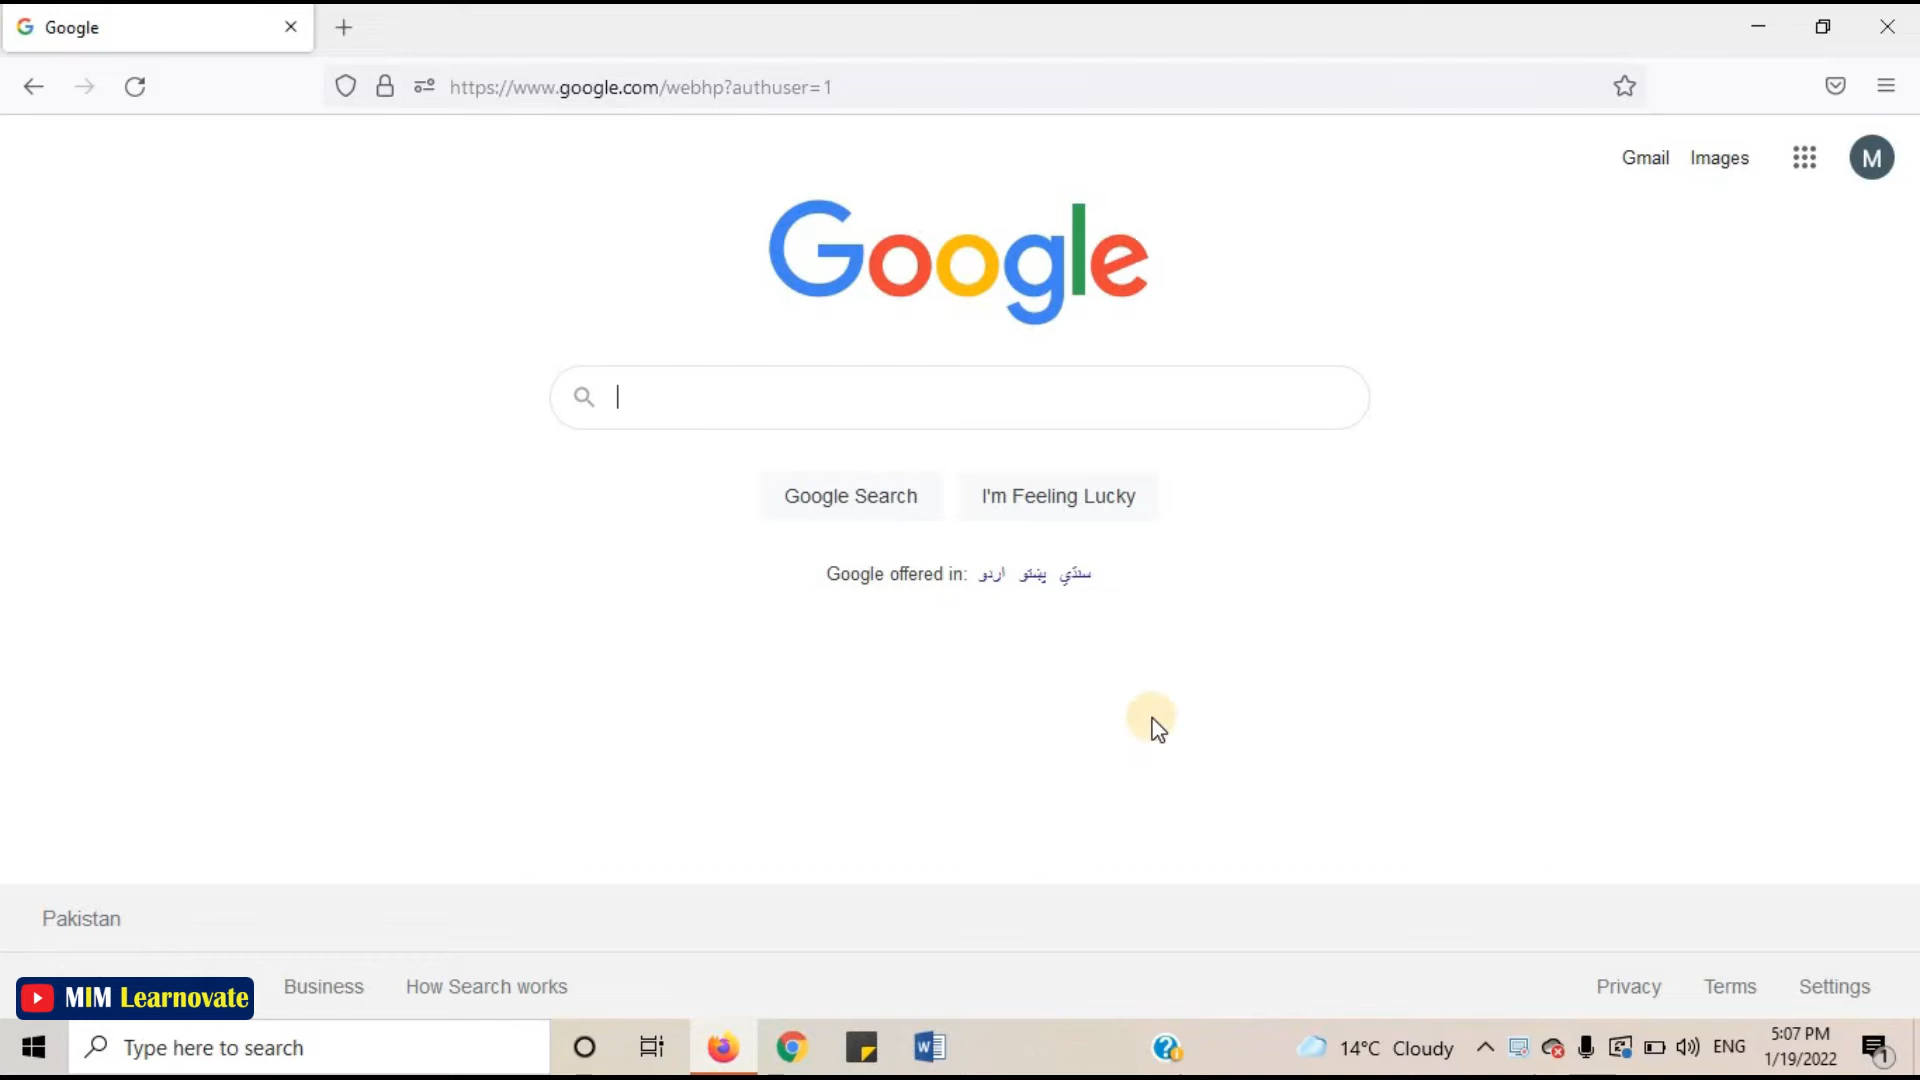 Google
https://www.google.com/webhp?authuser=1
Gmail Images
M
Google
Google Search I'm Feeling Lucky
Google offered in: اردو پښتو سنڌي
Pakistan
MIM Learnovate
Business How Search works
Privacy Terms Settings
Type here to search
14°C Cloudy
ENG
5:07 PM
1/19/2022
1